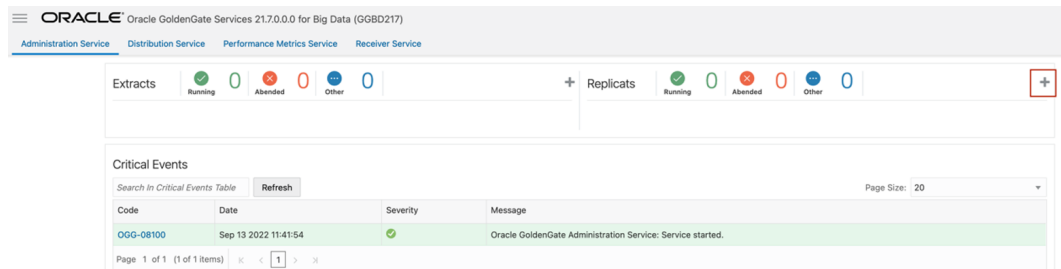 ORACLE Oracle GoldenGate Services 21.7.0.0.0 for Big Data (GGBD217)
Administration Service Distribution Service Performance Metrics Service Receiver Service
Extracts Running 0 Abended 0 Other 0 + Replicats Running 0 Abended 0 Other 0 +
Critical Events
Search In Critical Events Table Refresh Page Size: 20
Code Date Severity Message
OGG-08100 Sep 13 2022 11:41:54 Oracle GoldenGate Administration Service: Service started.
Page 1 of 1 (1 of 1 items) K < 1 > X